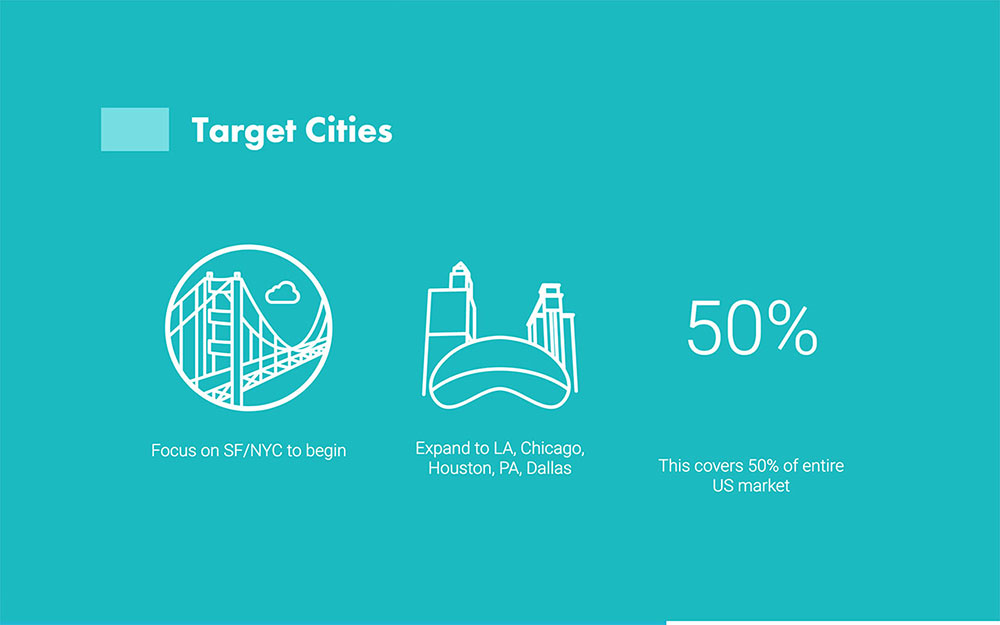 Target Cities
50%
Focus on SF/NYC to begin
Expand to LA, Chicago,
Houston, PA, Dallas
This covers 50% of entire
US market